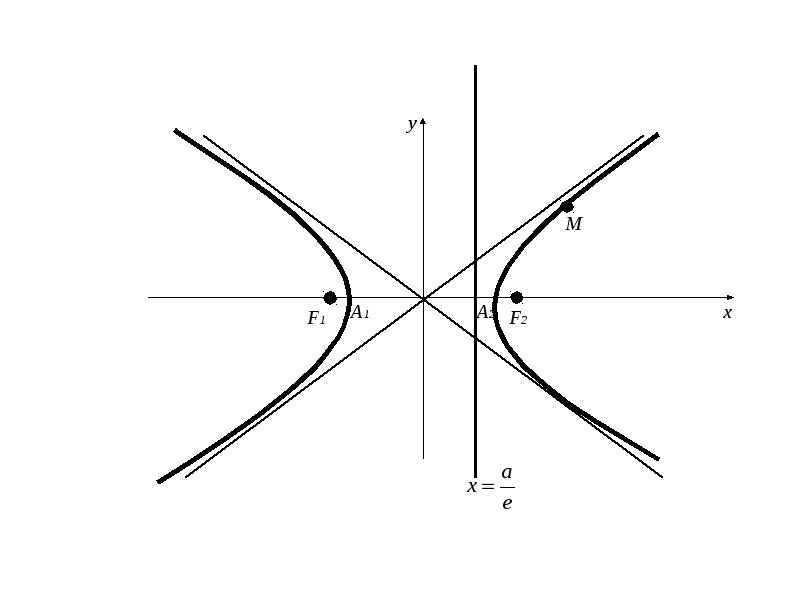 y
M
F₁ A₁ A₂ F₂ x
x = a/e